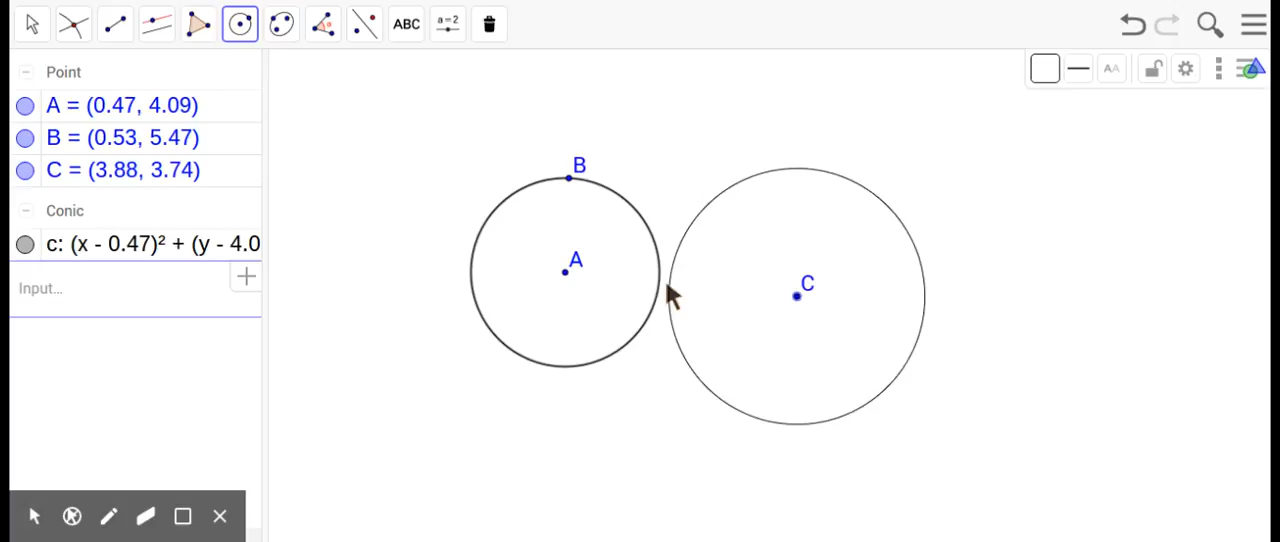 ABC
a=2
AA
Point
A = (0.47, 4.09)
B = (0.53, 5.47)
C = (3.88, 3.74)
Conic
c: (x - 0.47)² + (y - 4.0
Input...
B
A
C